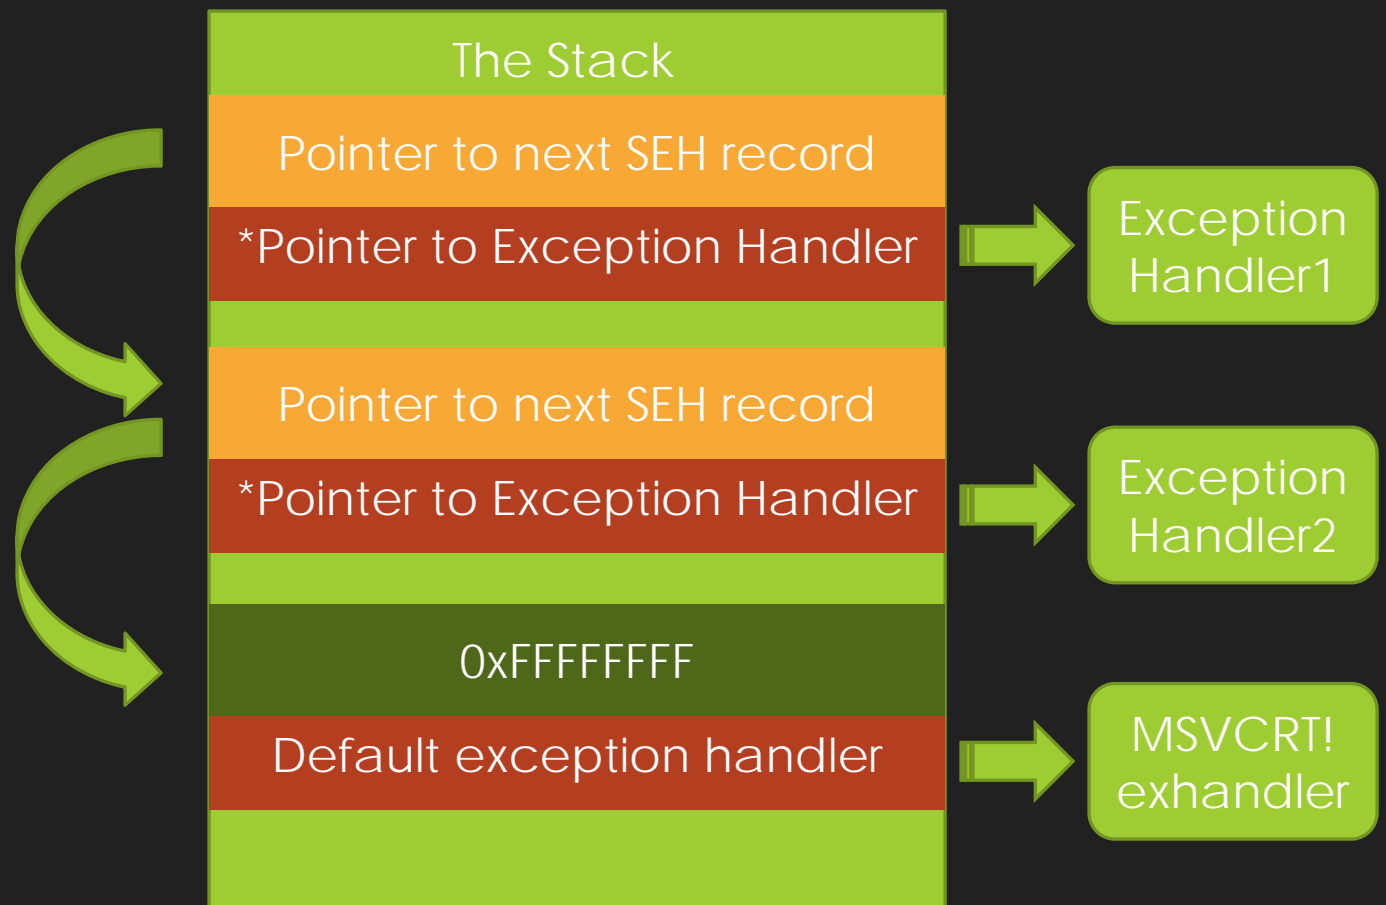 The Stack
Pointer to next SEH record
*Pointer to Exception Handler
Exception
Handler1
Pointer to next SEH record
*Pointer to Exception Handler
Exception
Handler2
0xFFFFFFFF
Default exception handler
MSVCRT!
exhandler